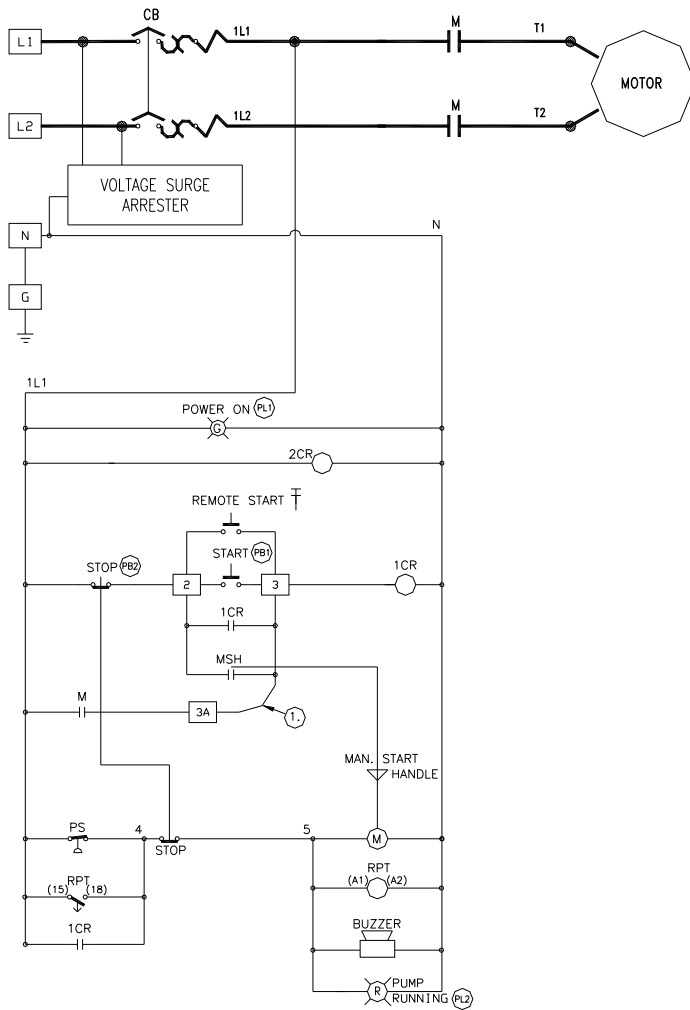 CB
L1
1L1
M
T1
MOTOR
L2
1L2
M
T2
VOLTAGE SURGE
ARRESTER
N
N
G
1L1
POWER ON PL1
G
2CR
REMOTE START
START PB1
STOP PB2
2
3
1CR
1CR
MSH
M
3A
1.
MAN. START
HANDLE
PS
4
STOP
5
M
RPT
(15) (18)
RPT
(A1) (A2)
1CR
BUZZER
R
PUMP
RUNNING PL2